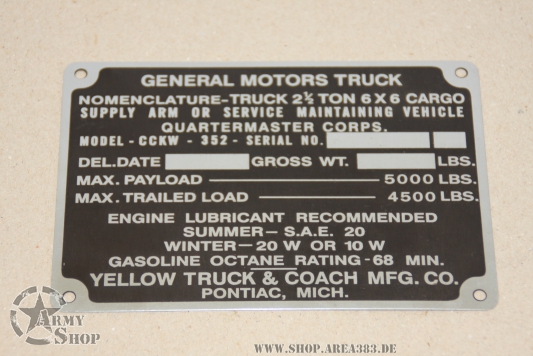 GENERAL MOTORS TRUCK
NOMENCLATURE-TRUCK 2½ TON 6X6 CARGO
SUPPLY ARM OR SERVICE MAINTAINING VEHICLE
QUARTERMASTER CORPS.
MODEL - CCKW - 352 - SERIAL NO.
DEL.DATE GROSS WT. LBS.
MAX. PAYLOAD 5000 LBS.
MAX. TRAILED LOAD 4500 LBS.
ENGINE LUBRICANT RECOMMENDED
SUMMER- S.A.E. 20
WINTER-20 W OR 10 W
GASOLINE OCTANE RATING-68 MIN.
YELLOW TRUCK & COACH MFG. CO.
PONTIAC, MICH.
ARMY
SHOP
WWW.SHOP.AREA383.DE